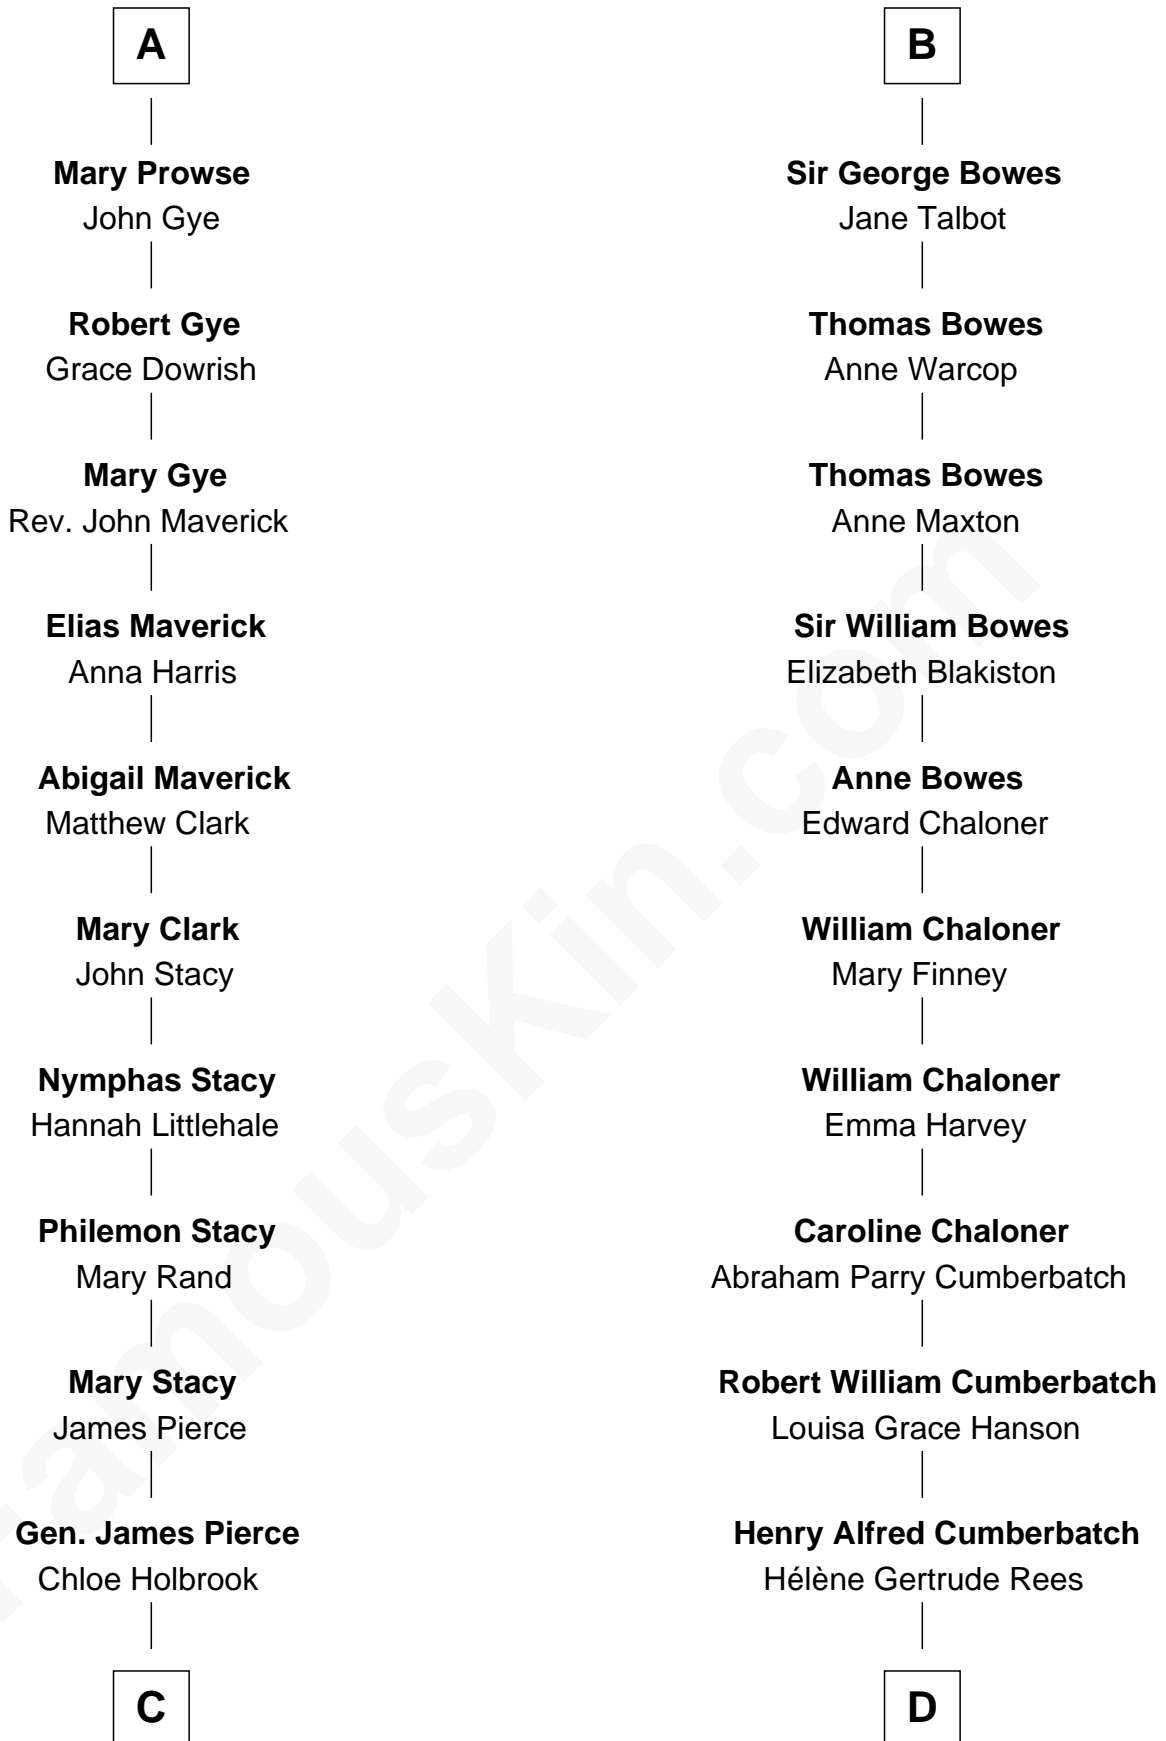 A
Mary Prowse
John Gye
Robert Gye
Grace Dowrish
Mary Gye
Rev. John Maverick
Elias Maverick
Anna Harris
Abigail Maverick
Matthew Clark
Mary Clark
John Stacy
Nymphas Stacy
Hannah Littlehale
Philemon Stacy
Mary Rand
Mary Stacy
James Pierce
Gen. James Pierce
Chloe Holbrook
C
B
Sir George Bowes
Jane Talbot
Thomas Bowes
Anne Warcop
Thomas Bowes
Anne Maxton
Sir William Bowes
Elizabeth Blakiston
Anne Bowes
Edward Chaloner
William Chaloner
Mary Finney
William Chaloner
Emma Harvey
Caroline Chaloner
Abraham Parry Cumberbatch
Robert William Cumberbatch
Louisa Grace Hanson
Henry Alfred Cumberbatch
Hélène Gertrude Rees
D
FamousKin.com